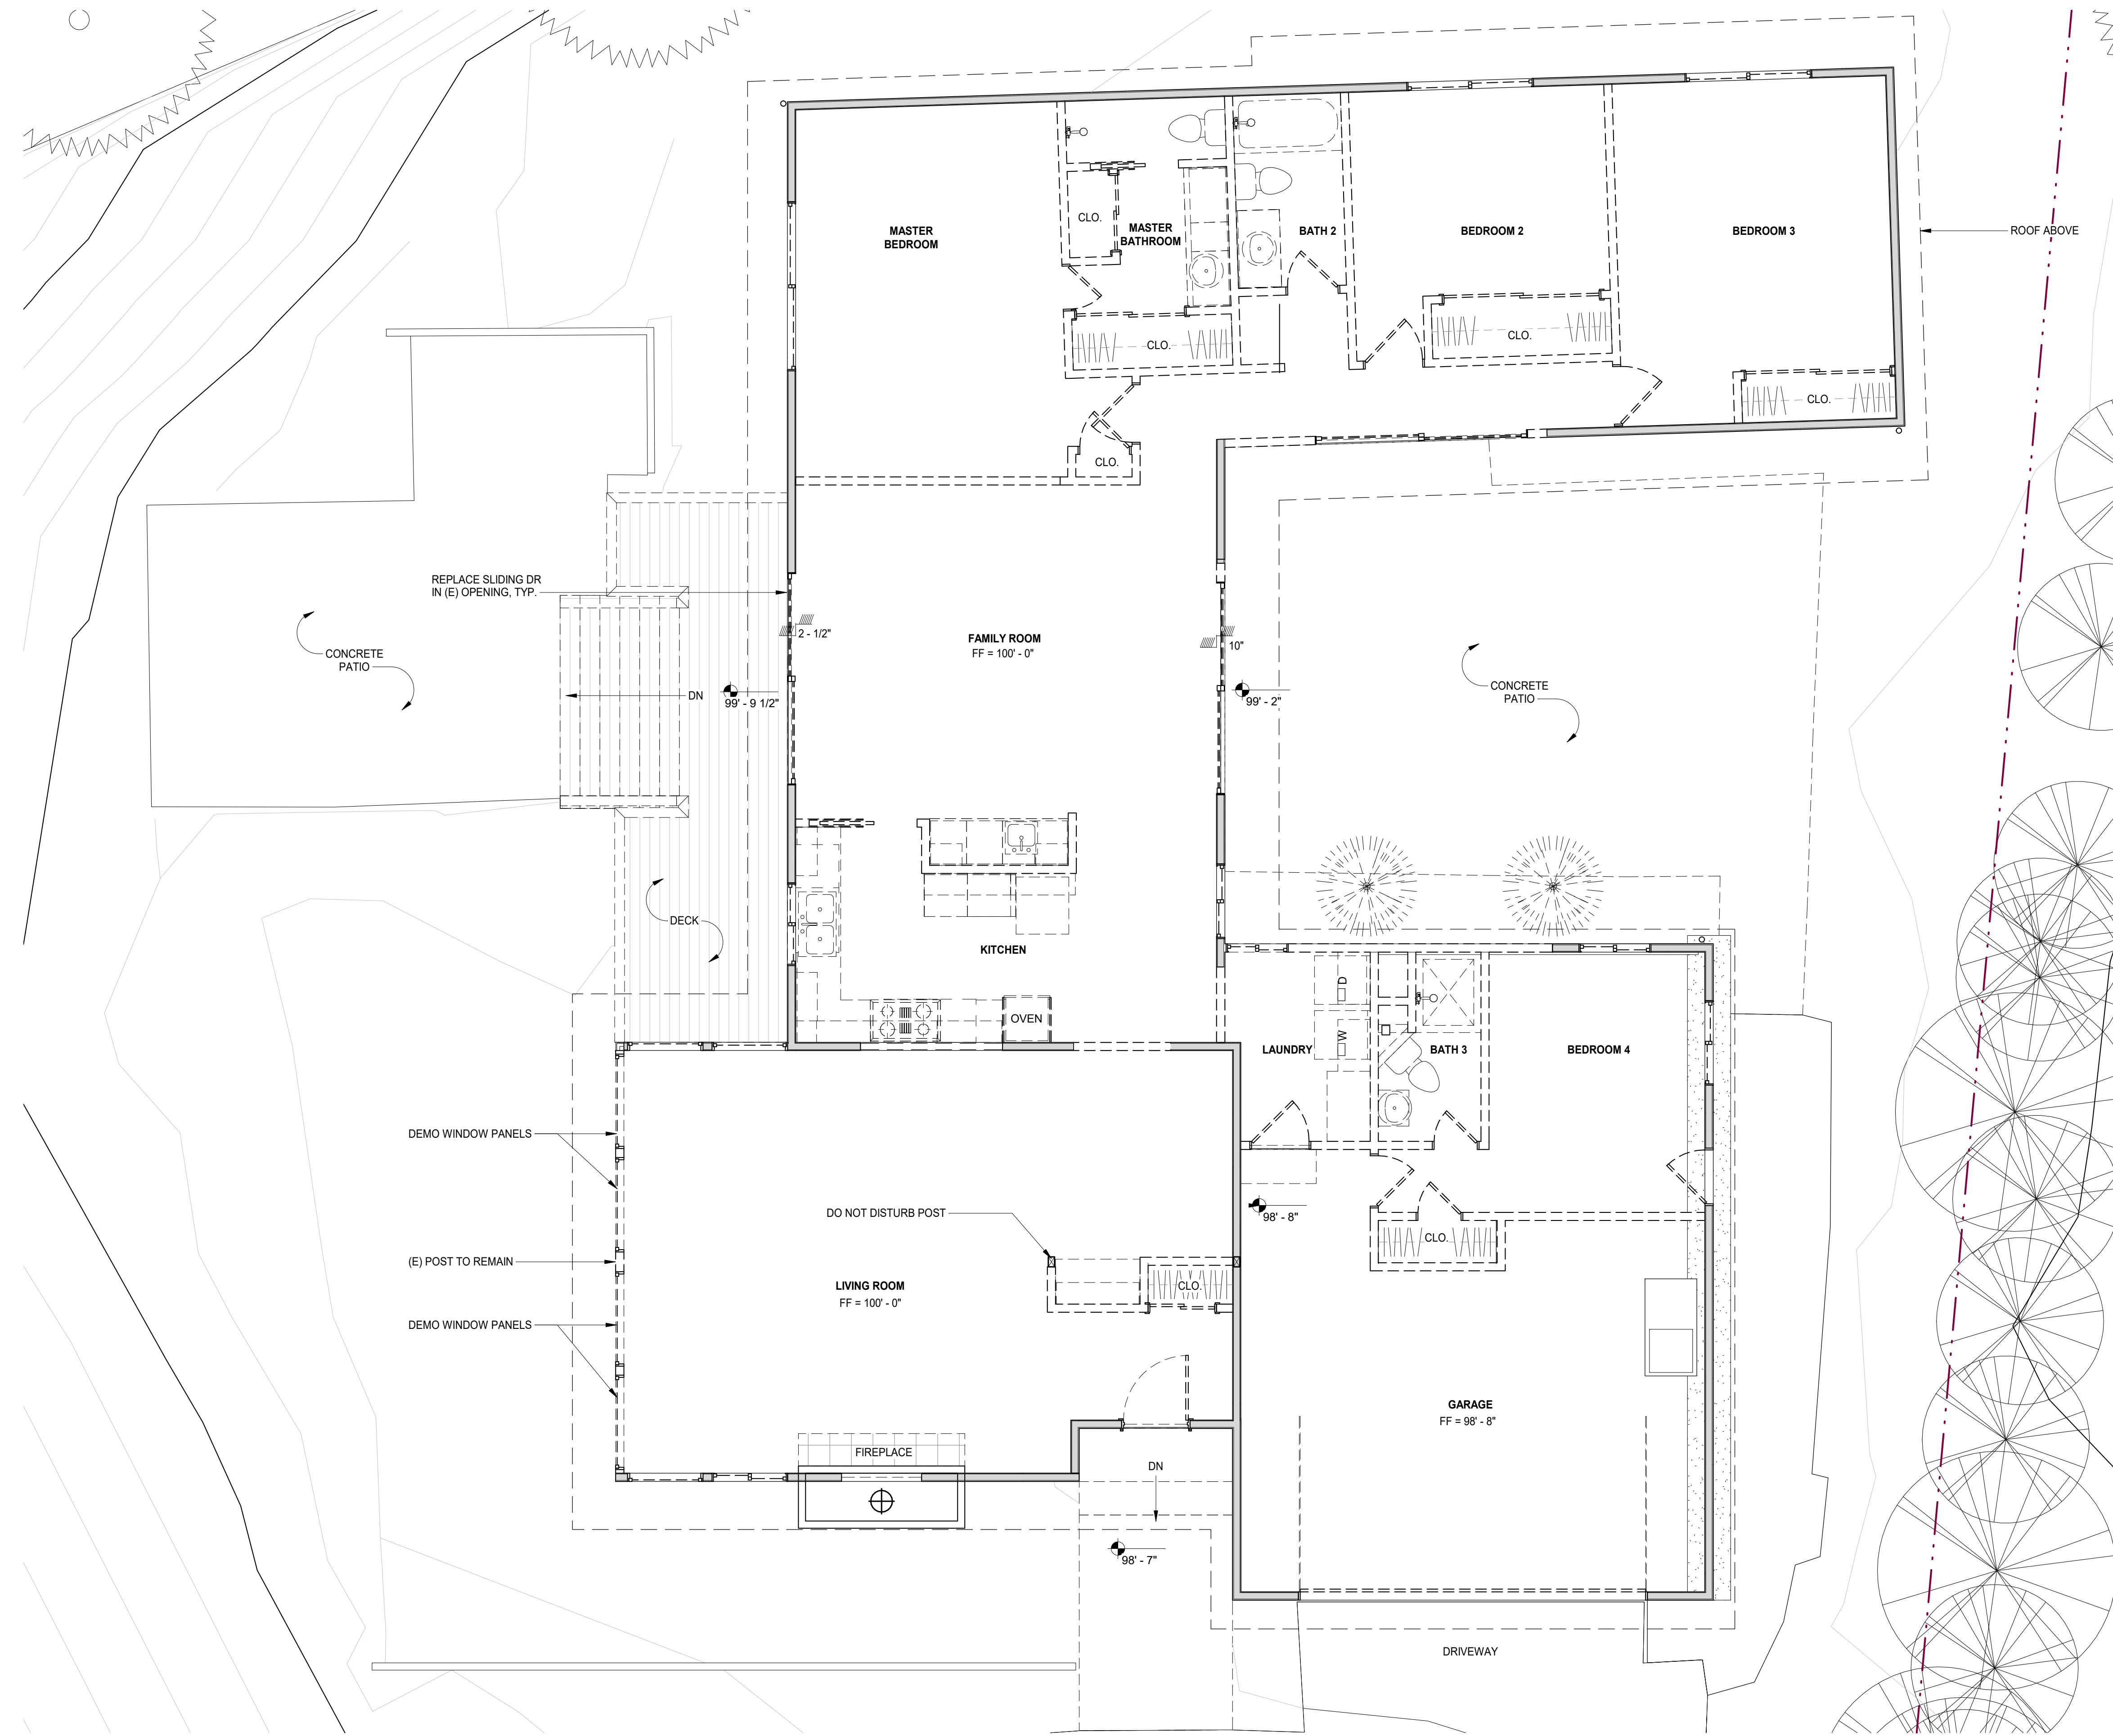 CLO.
MASTER
BEDROOM
MASTER
BATHROOM
BATH 2
BEDROOM 2
BEDROOM 3
ROOF ABOVE
CLO.
CLO.
CLO.
CLO.
REPLACE SLIDING DR
IN (E) OPENING, TYP.
2 - 1/2"
FAMILY ROOM
FF = 100' - 0"
10"
CONCRETE
PATIO
DN
99' - 9 1/2"
99' - 2"
CONCRETE
PATIO
DECK
KITCHEN
D
OVEN
W
LAUNDRY
BATH 3
BEDROOM 4
DEMO WINDOW PANELS
DO NOT DISTURB POST
98' - 8"
CLO.
(E) POST TO REMAIN
LIVING ROOM
FF = 100' - 0"
CLO.
DEMO WINDOW PANELS
GARAGE
FF = 98' - 8"
FIREPLACE
DN
98' - 7"
DRIVEWAY